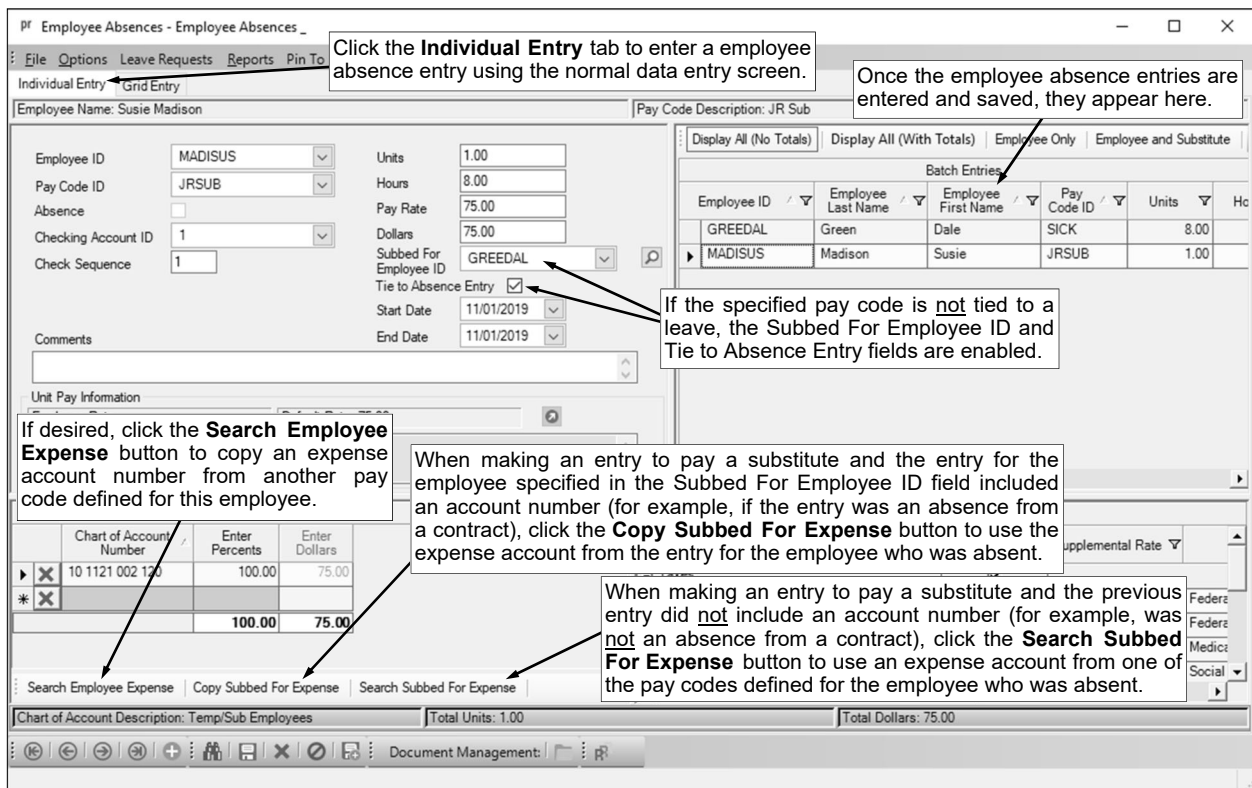 pr Employee Absences - Employee Absences _
File Options Leave Requests Reports Pin To
Click the Individual Entry tab to enter a employee
absence entry using the normal data entry screen.
Individual Entry Grid Entry
Once the employee absence entries are
entered and saved, they appear here.
Employee Name: Susie Madison
Pay Code Description: JR Sub
Employee ID MADISUS
Pay Code ID JRSUB
Absence
Checking Account ID 1
Check Sequence 1
Units 1.00
Hours 8.00
Pay Rate 75.00
Dollars 75.00
Subbed For
Employee ID GREEDAL
Tie to Absence Entry
Start Date 11/01/2019
End Date 11/01/2019
Comments
Display All (No Totals) Display All (With Totals) Employee Only Employee and Substitute
Batch Entries
Employee ID Employee Last Name Employee First Name Pay Code ID Units
GREEDAL Green Dale SICK 8.00
MADISUS Madison Susie JRSUB 1.00
If the specified pay code is not tied to a
leave, the Subbed For Employee ID and
Tie to Absence Entry fields are enabled.
Unit Pay Information
If desired, click the Search Employee
Expense button to copy an expense
account number from another pay
code defined for this employee.
When making an entry to pay a substitute and the entry for the
employee specified in the Subbed For Employee ID field included
an account number (for example, if the entry was an absence from
a contract), click the Copy Subbed For Expense button to use the
expense account from the entry for the employee who was absent.
Chart of Account Number Enter Percents Enter Dollars
10 1121 002 120 100.00 75.00
100.00 75.00
upplemental Rate
Federa
Federa
Medica
Social
When making an entry to pay a substitute and the previous
entry did not include an account number (for example, was
not an absence from a contract), click the Search Subbed
For Expense button to use an expense account from one of
the pay codes defined for the employee who was absent.
Search Employee Expense Copy Subbed For Expense Search Subbed For Expense
Chart of Account Description: Temp/Sub Employees Total Units: 1.00 Total Dollars: 75.00
Document Management: